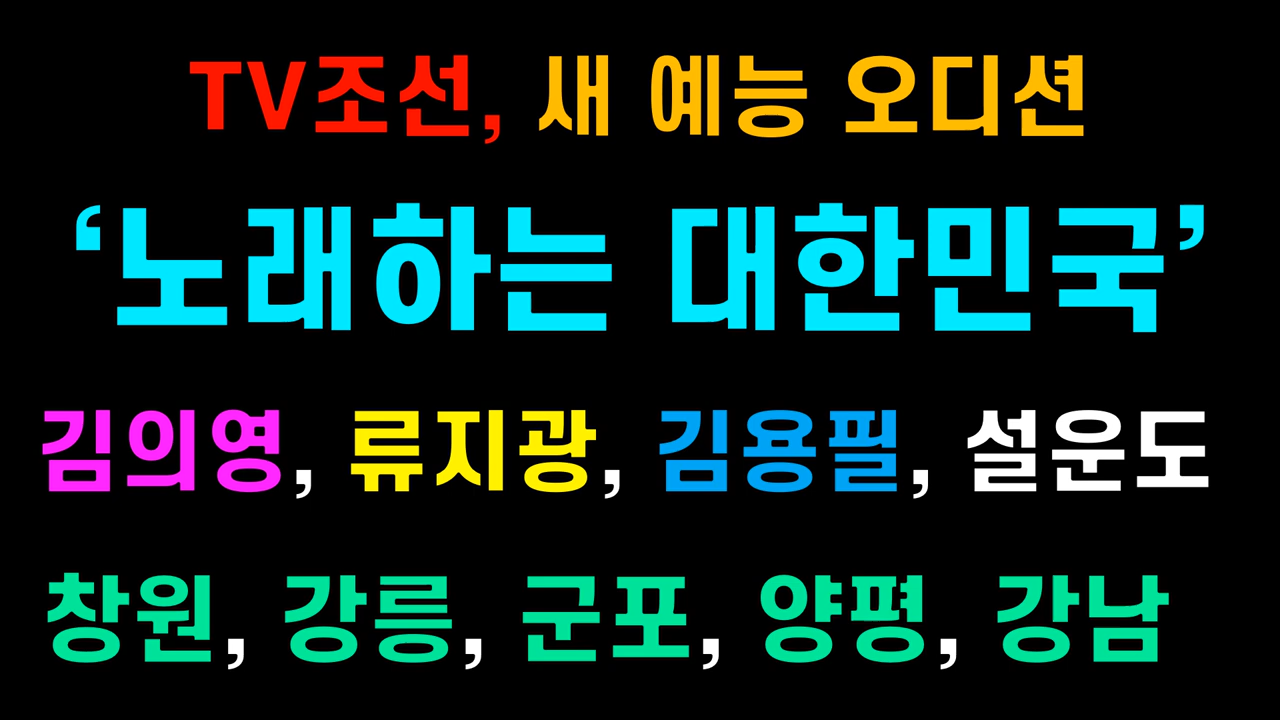 TV조선, 새 예능 오디션
‘노래하는 대한민국’
김의영, 류지광, 김용필, 설운도
창원, 강릉, 군포, 양평, 강남